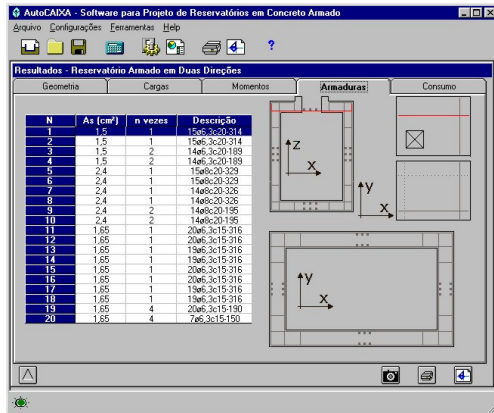 AutoCAIXA - Software para Projeto de Reservatórios em Concreto Armado
Arquivo Configurações Ferramentas Help
Resultados - Reservatório Armado em Duas Direções
Geometria Cargas Momentos Armaduras Consumo
N As (cm²) n vezes Descrição
1 1,5 1 15ø6,3c20-314
2 1,5 1 15ø6,3c20-314
3 1,5 2 14ø6,3c20-189
4 1,5 2 14ø6,3c20-189
5 2,4 1 15ø8c20-329
6 2,4 1 15ø8c20-329
7 2,4 1 14ø8c20-326
8 2,4 1 14ø8c20-326
9 2,4 2 14ø8c20-195
10 2,4 2 14ø8c20-195
11 1,65 1 20ø6,3c15-316
12 1,65 1 20ø6,3c15-316
13 1,65 1 19ø6,3c15-316
14 1,65 1 19ø6,3c15-316
15 1,65 1 20ø6,3c15-316
16 1,65 1 20ø6,3c15-316
17 1,65 1 19ø6,3c15-316
18 1,65 1 19ø6,3c15-316
19 1,65 4 20ø6,3c15-190
20 1,65 4 7ø6,3c15-150
z
x
y
x
y
x